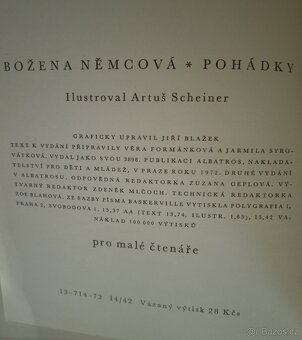 BOŽENA NĚMCOVÁ * POHÁDKY
Ilustroval Artuš Scheiner
GRAFICKY UPRAVIL JIŘÍ BLAŽEK
TEXT K VYDÁNÍ PŘIPRAVILY VĚRA FORMÁNKOVÁ A JARMILA SYRO-
VÁTKOVÁ. VYDAL JAKO SVOU 3898. PUBLIKACI ALBATROS, NAKLADA-
TELSTVÍ PRO DĚTI A MLÁDEŽ, V PRAZE ROKU 1972. DRUHÉ VYDÁNÍ
V ALBATROSU. ODPOVĚDNÁ REDAKTORKA ZUZANA CEPLOVÁ. VÝ-
TVARNÝ REDAKTOR ZDENĚK MLČOCH. TECHNICKÁ REDAKTORKA
ZOE BLAHOVÁ. ZE SAZBY PÍSMA BASKERVILLE VYTISKLA POLYGRAFIA 1,
PRAHA 2, SVOBODOVA 1. 15,37 AA (TEXT 13,74, ILUSTR. 1,63), 15,42 VA.
NÁKLAD 100 000 VÝTISKŮ
pro malé čtenáře
13-714-72 14/42 Vázaný výtisk 28 Kčs
bazos.cz